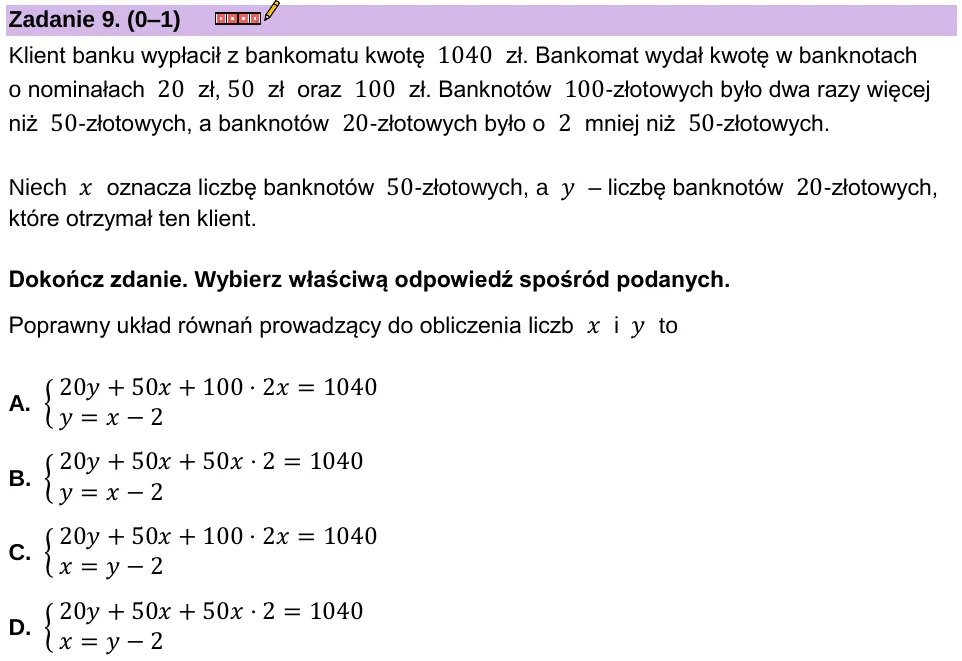 Zadanie 9. (0–1)
Klient banku wypłacił z bankomatu kwotę 1040 zł. Bankomat wydał kwotę w banknotach
o nominałach 20 zł, 50 zł oraz 100 zł. Banknotów 100-złotowych było dwa razy więcej
niż 50-złotowych, a banknotów 20-złotowych było o 2 mniej niż 50-złotowych.
Niech x oznacza liczbę banknotów 50-złotowych, a y – liczbę banknotów 20-złotowych,
które otrzymał ten klient.
Dokończ zdanie. Wybierz właściwą odpowiedź spośród podanych.
Poprawny układ równań prowadzący do obliczenia liczb x i y to
A. { 20y + 50x + 100 · 2x = 1040
y = x − 2
B. { 20y + 50x + 50x · 2 = 1040
y = x − 2
C. { 20y + 50x + 100 · 2x = 1040
x = y − 2
D. { 20y + 50x + 50x · 2 = 1040
x = y − 2